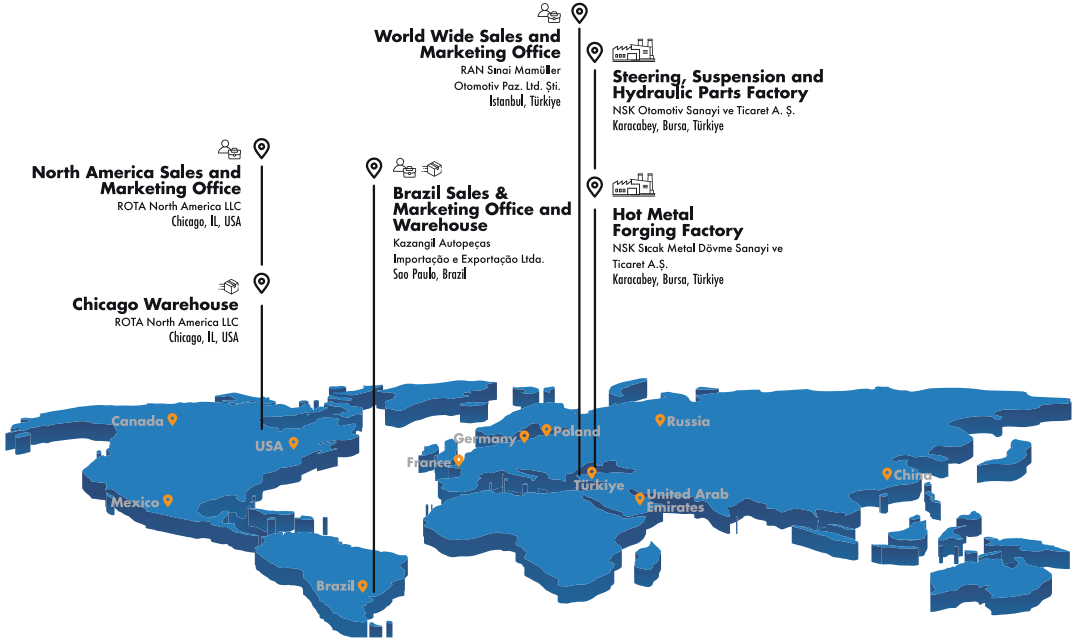 World Wide Sales and
Marketing Office
RAN Sınai Mamüller
Otomotiv Paz. Ltd. Şti.
İstanbul, Türkiye
Steering, Suspension and
Hydraulic Parts Factory
NSK Otomotiv Sanayi ve Ticaret A. Ş.
Karacabey, Bursa, Türkiye
North America Sales and
Marketing Office
ROTA North America LLC
Chicago, IL, USA
Brazil Sales &
Marketing Office and
Warehouse
Kazangil Autopeças
Importação e Exportação Ltda.
Sao Paulo, Brazil
Hot Metal
Forging Factory
NSK Sıcak Metal Dövme Sanayi ve
Ticaret A.Ş.
Karacabey, Bursa, Türkiye
Chicago Warehouse
ROTA North America LLC
Chicago, IL, USA
Canada
USA
Mexico
Brazil
Germany
Poland
France
Russia
Türkiye
United Arab
Emirates
China